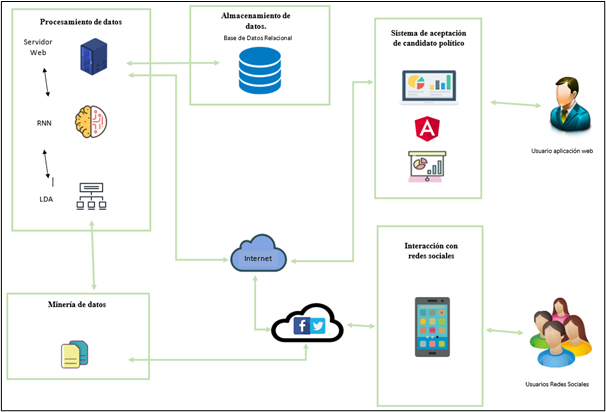 Procesamiento de datos
Servidor
Web
RNN
LDA
Almacenamiento de
datos.
Base de Datos Relacional
Sistema de aceptación
de candidato político
Usuario aplicación web
Internet
Interacción con
redes sociales
Usuarios Redes Sociales
Minería de datos